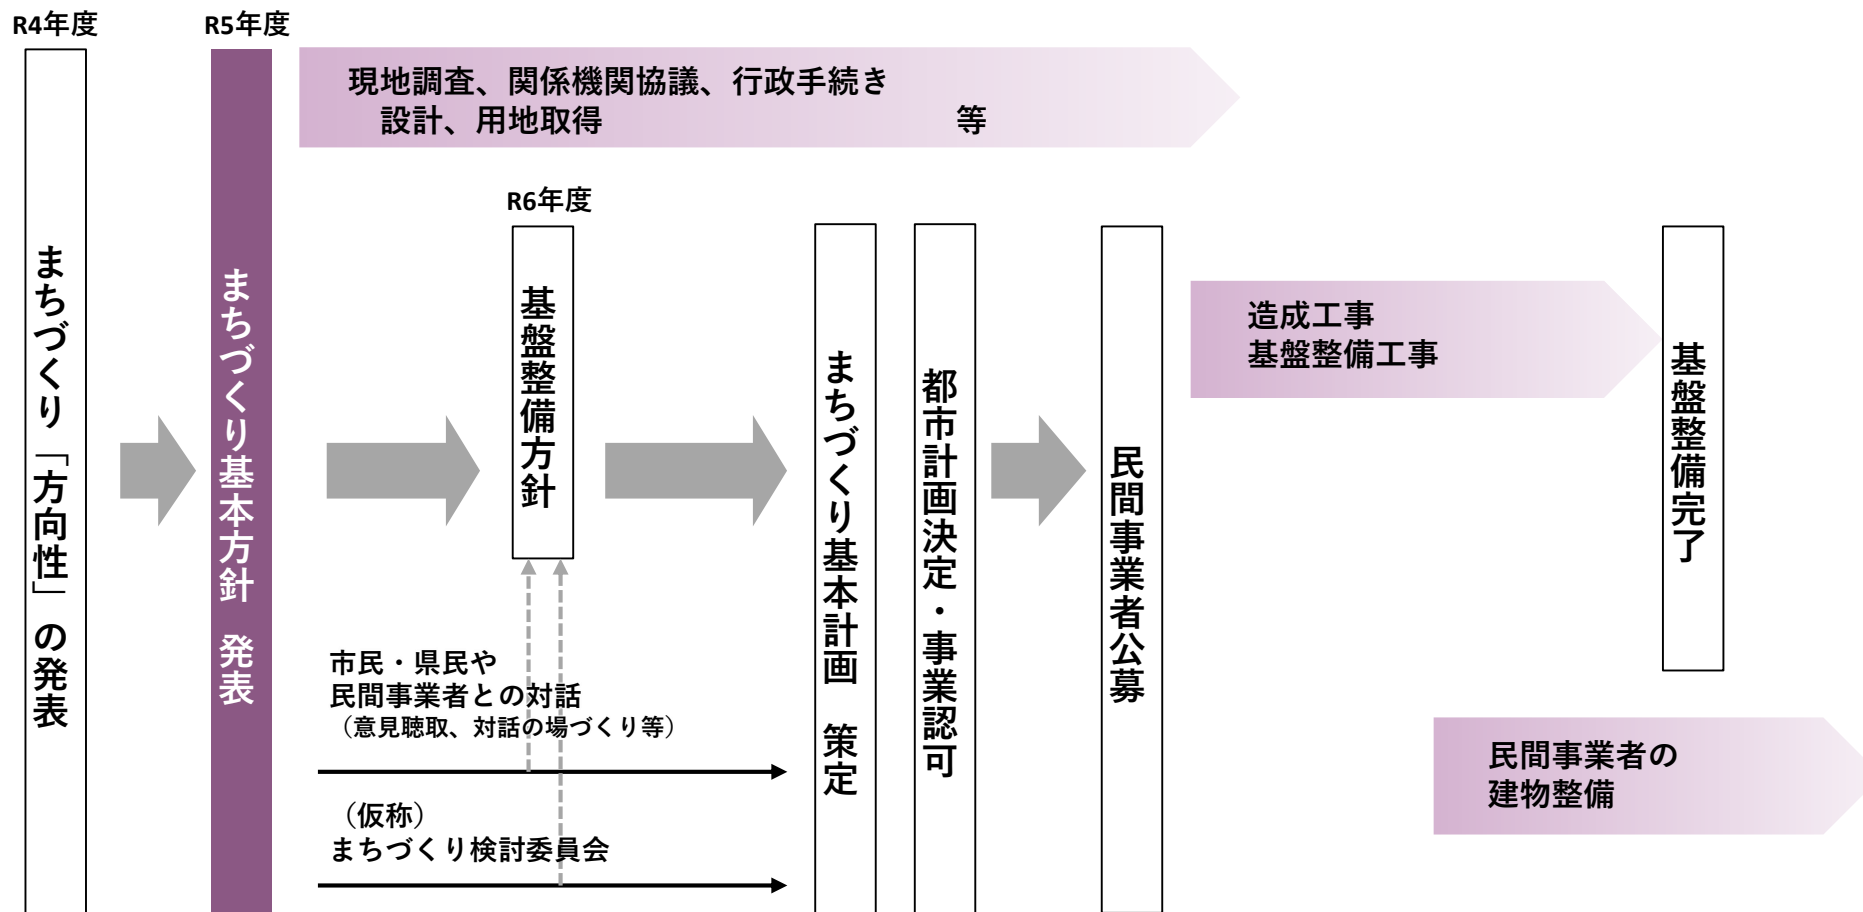 R4年度
R5年度
現地調査、関係機関協議、行政手続き
設計、用地取得 等
R6年度
まちづくり「方向性」の発表
まちづくり基本方針 発表
基盤整備方針
まちづくり基本計画 策定
都市計画決定・事業認可
民間事業者公募
造成工事
基盤整備工事
基盤整備完了
市民・県民や
民間事業者との対話
（意見聴取、対話の場づくり等）
（仮称）
まちづくり検討委員会
民間事業者の
建物整備